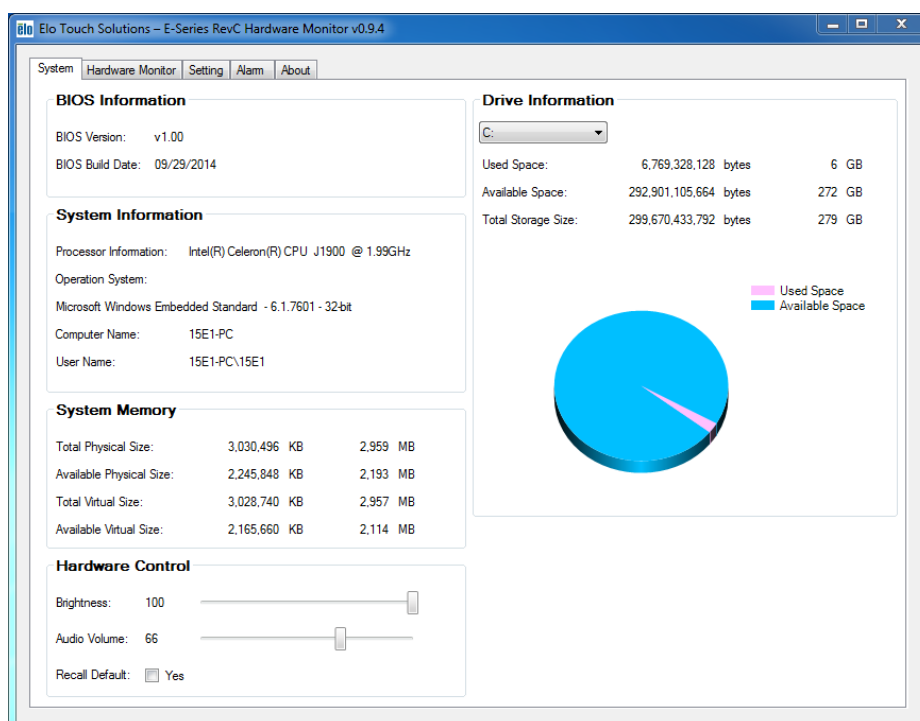 elo Elo Touch Solutions – E-Series RevC Hardware Monitor v0.9.4
System Hardware Monitor Setting Alarm About
BIOS Information
BIOS Version: v1.00
BIOS Build Date: 09/29/2014
System Information
Processor Information: Intel(R) Celeron(R) CPU J1900 @ 1.99GHz
Operation System:
Microsoft Windows Embedded Standard - 6.1.7601 - 32-bit
Computer Name: 15E1-PC
User Name: 15E1-PC\15E1
System Memory
Total Physical Size: 3,030,496 KB 2,959 MB
Available Physical Size: 2,245,848 KB 2,193 MB
Total Virtual Size: 3,028,740 KB 2,957 MB
Available Virtual Size: 2,165,660 KB 2,114 MB
Hardware Control
Brightness: 100
Audio Volume: 66
Recall Default: Yes
Drive Information
C:
Used Space: 6,769,328,128 bytes 6 GB
Available Space: 292,901,105,664 bytes 272 GB
Total Storage Size: 299,670,433,792 bytes 279 GB
Used Space
Available Space